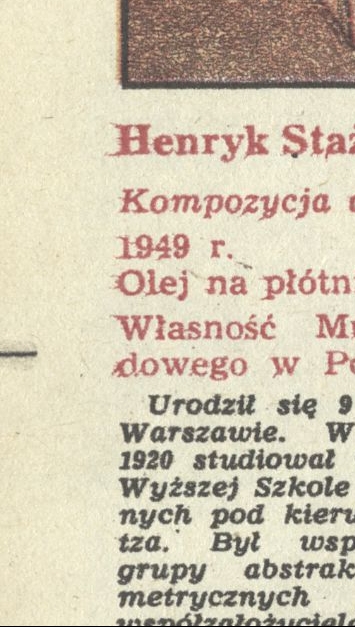 Henryk Staż
Kompozycja
1949 r.
Olej na płótn
Własność M
dowego w P
Urodził się 9
Warszawie. W
1920 studiował
Wyższej Szkole
nych pod kieru
tza. Był wsp
grupy abstrak
metrycznych
współzałożyciel